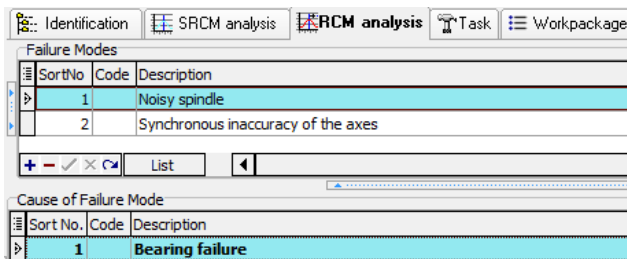 Identification SRCM analysis RCM analysis Task Workpackage
Failure Modes
SortNo Code Description
1 Noisy spindle
2 Synchronous inaccuracy of the axes
List
Cause of Failure Mode
Sort No. Code Description
1 Bearing failure